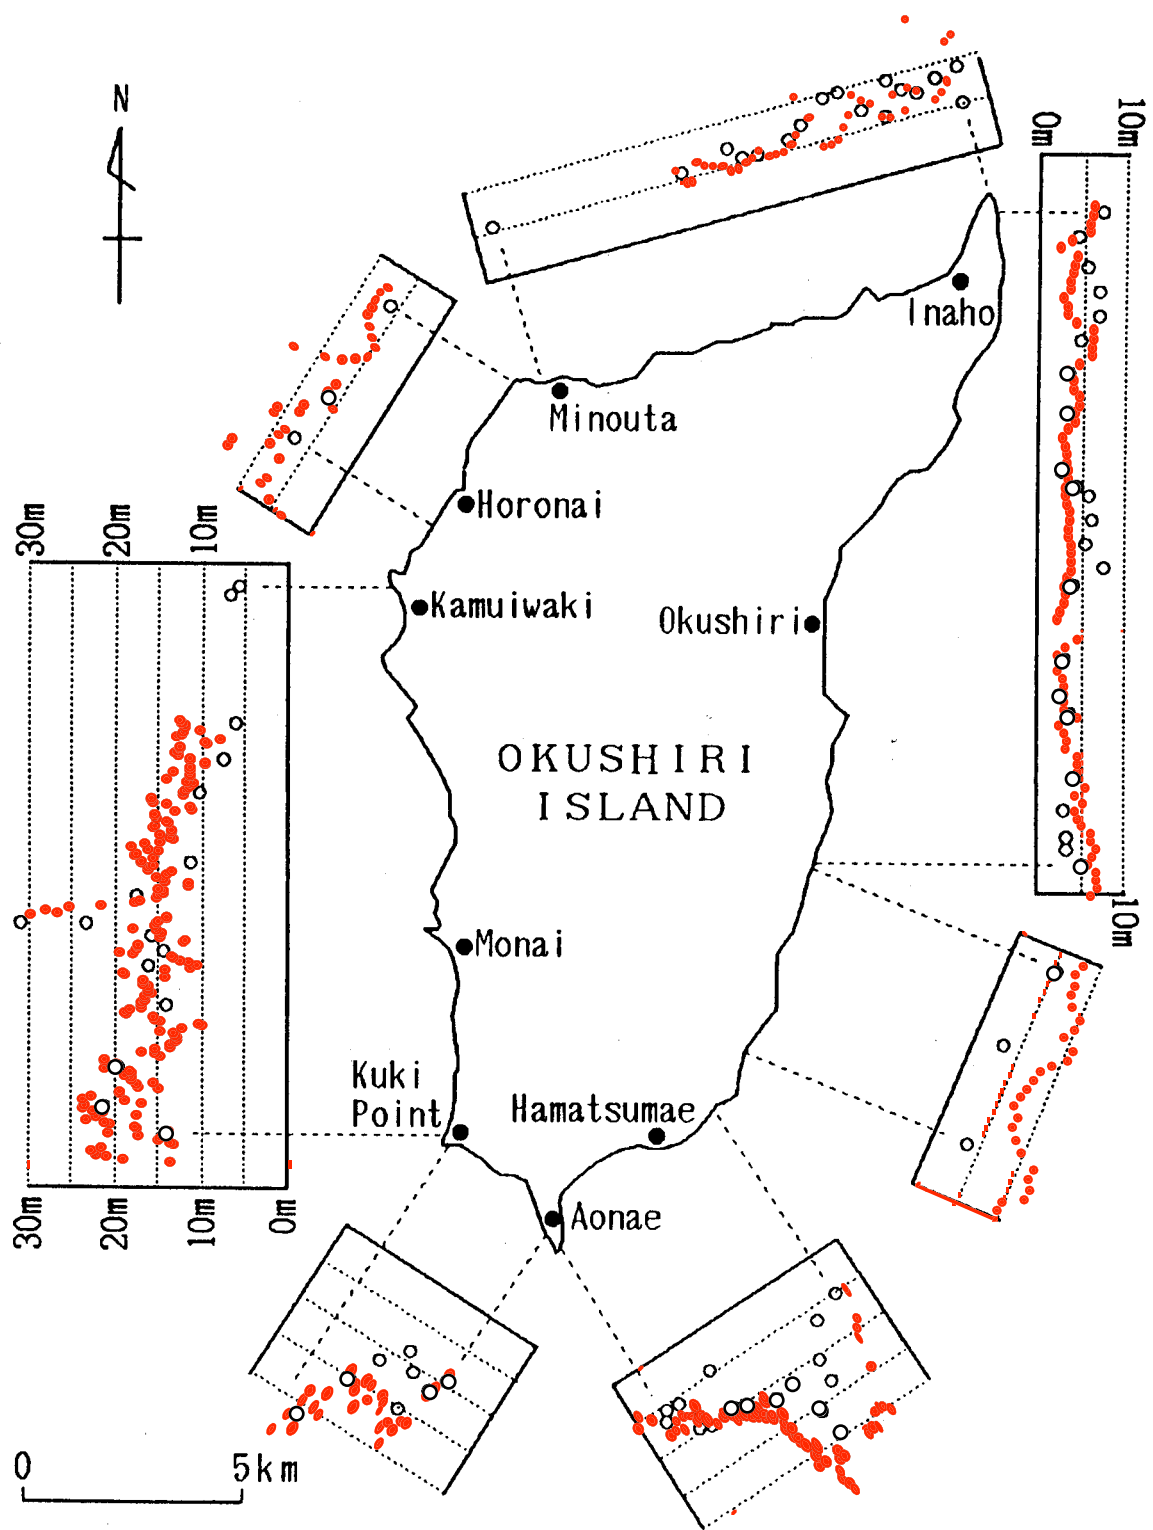 N
10m
0m
Inaho
Minouta
Horonai
30m
20m
10m
Kamuiwaki
Okushiri
OKUSHIRI
ISLAND
10m
Monai
Kuki
Point
Hamatsumae
Aonae
30m
20m
10m
0m
0
5km